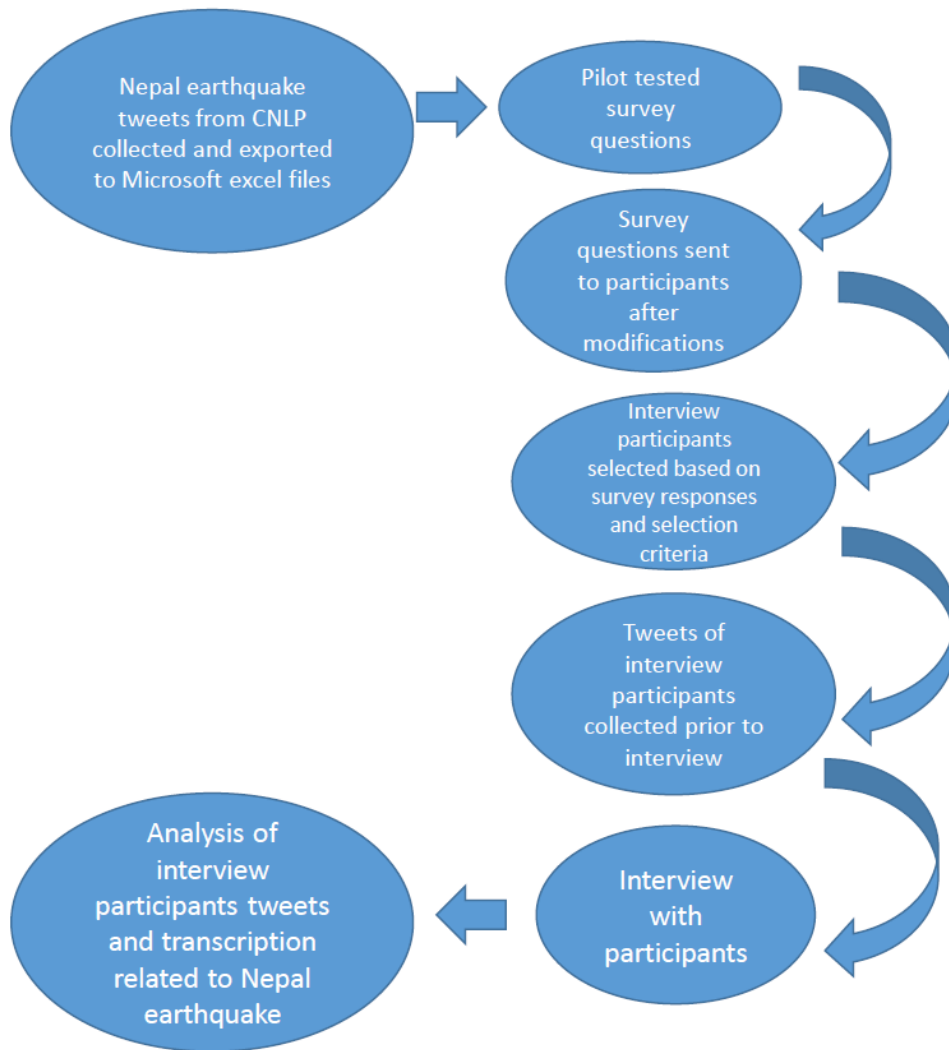 Nepal earthquake
tweets from CNLP
collected and exported
to Microsoft excel files
Pilot tested
survey
questions
Survey
questions sent
to participants
after
modifications
Interview
participants
selected based on
survey responses
and selection
criteria
Tweets of
interview
participants
collected prior to
interview
Interview
with
participants
Analysis of
interview
participants tweets
and transcription
related to Nepal
earthquake